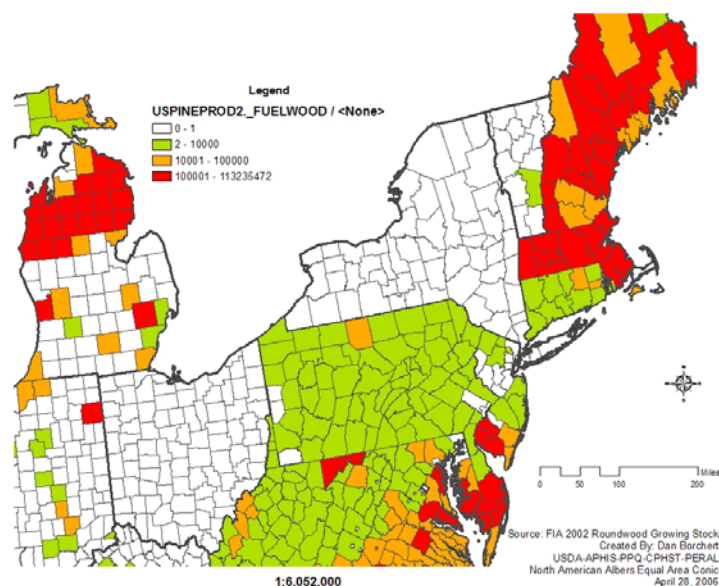 Legend
USPINEPROD2._FUELWOOD / <None>
0 - 1
2 - 10000
10001 - 100000
100001 - 113235472
0 50 100 200
Miles
Source: FIA 2002 Roundwood Growing Stock
Created By: Dan Borchert
USDA-APHIS-PPQ-CPHST-PERAL
North American Albers Equal Area Conic
April 28, 2006
1:6,052,000